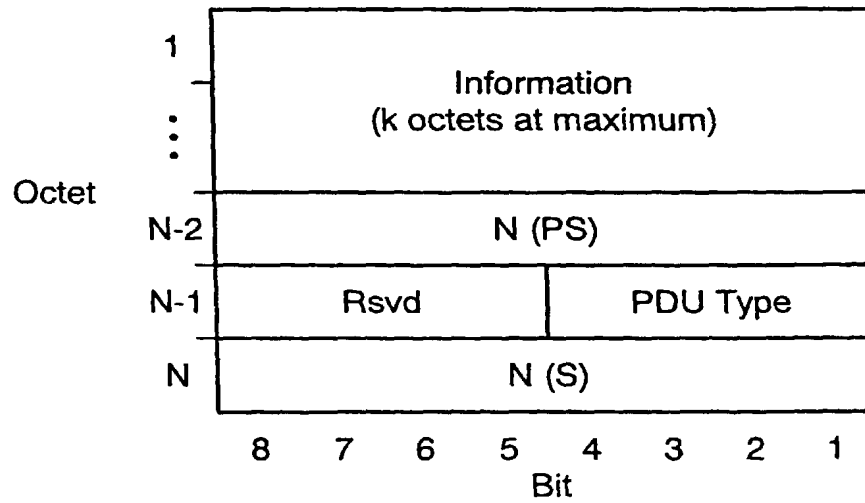 1
Information
(k octets at maximum)
Octet
N-2 N (PS)
N-1 Rsvd PDU Type
N N (S)
8 7 6 5 4 3 2 1
Bit